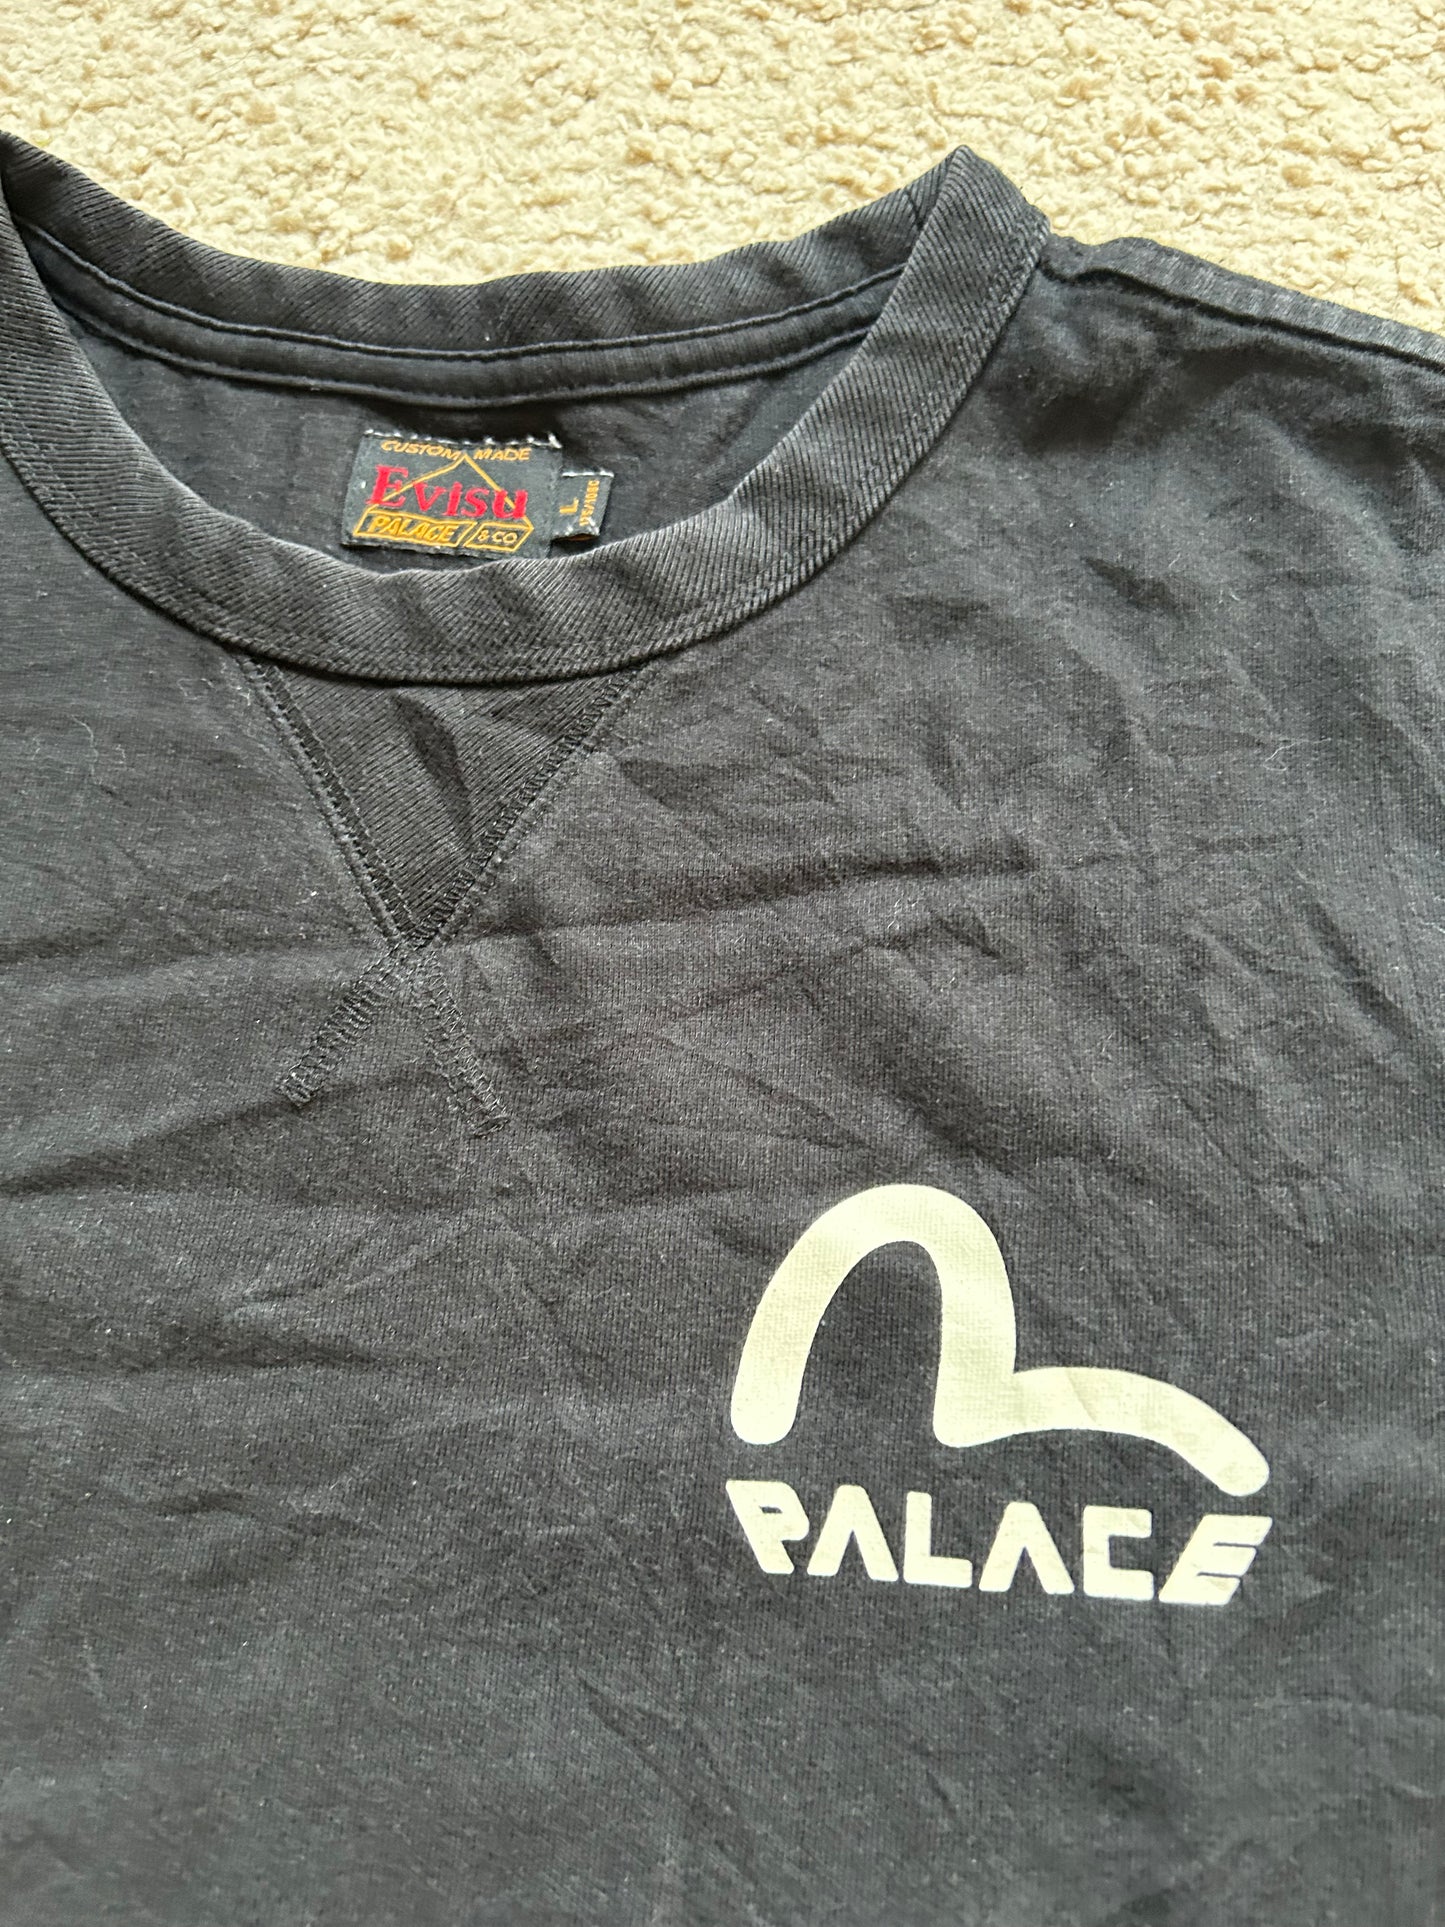 CUSTOM MADE
Evisu
PALACE & CO
L
PALACE